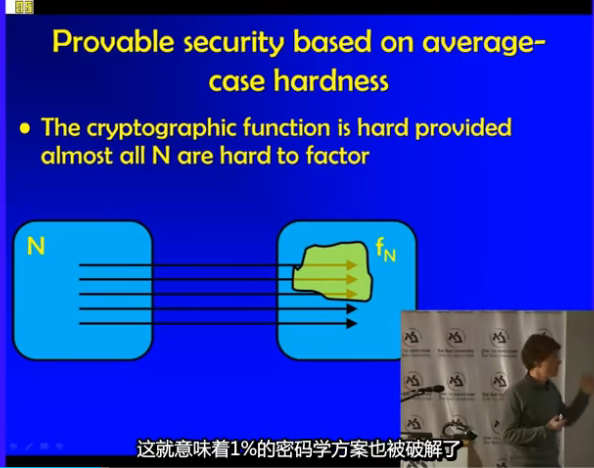 Provable security based on average-
case hardness
• The cryptographic function is hard provided
almost all N are hard to factor
N
f_N
这就意味着1%的密码学方案也被破解了